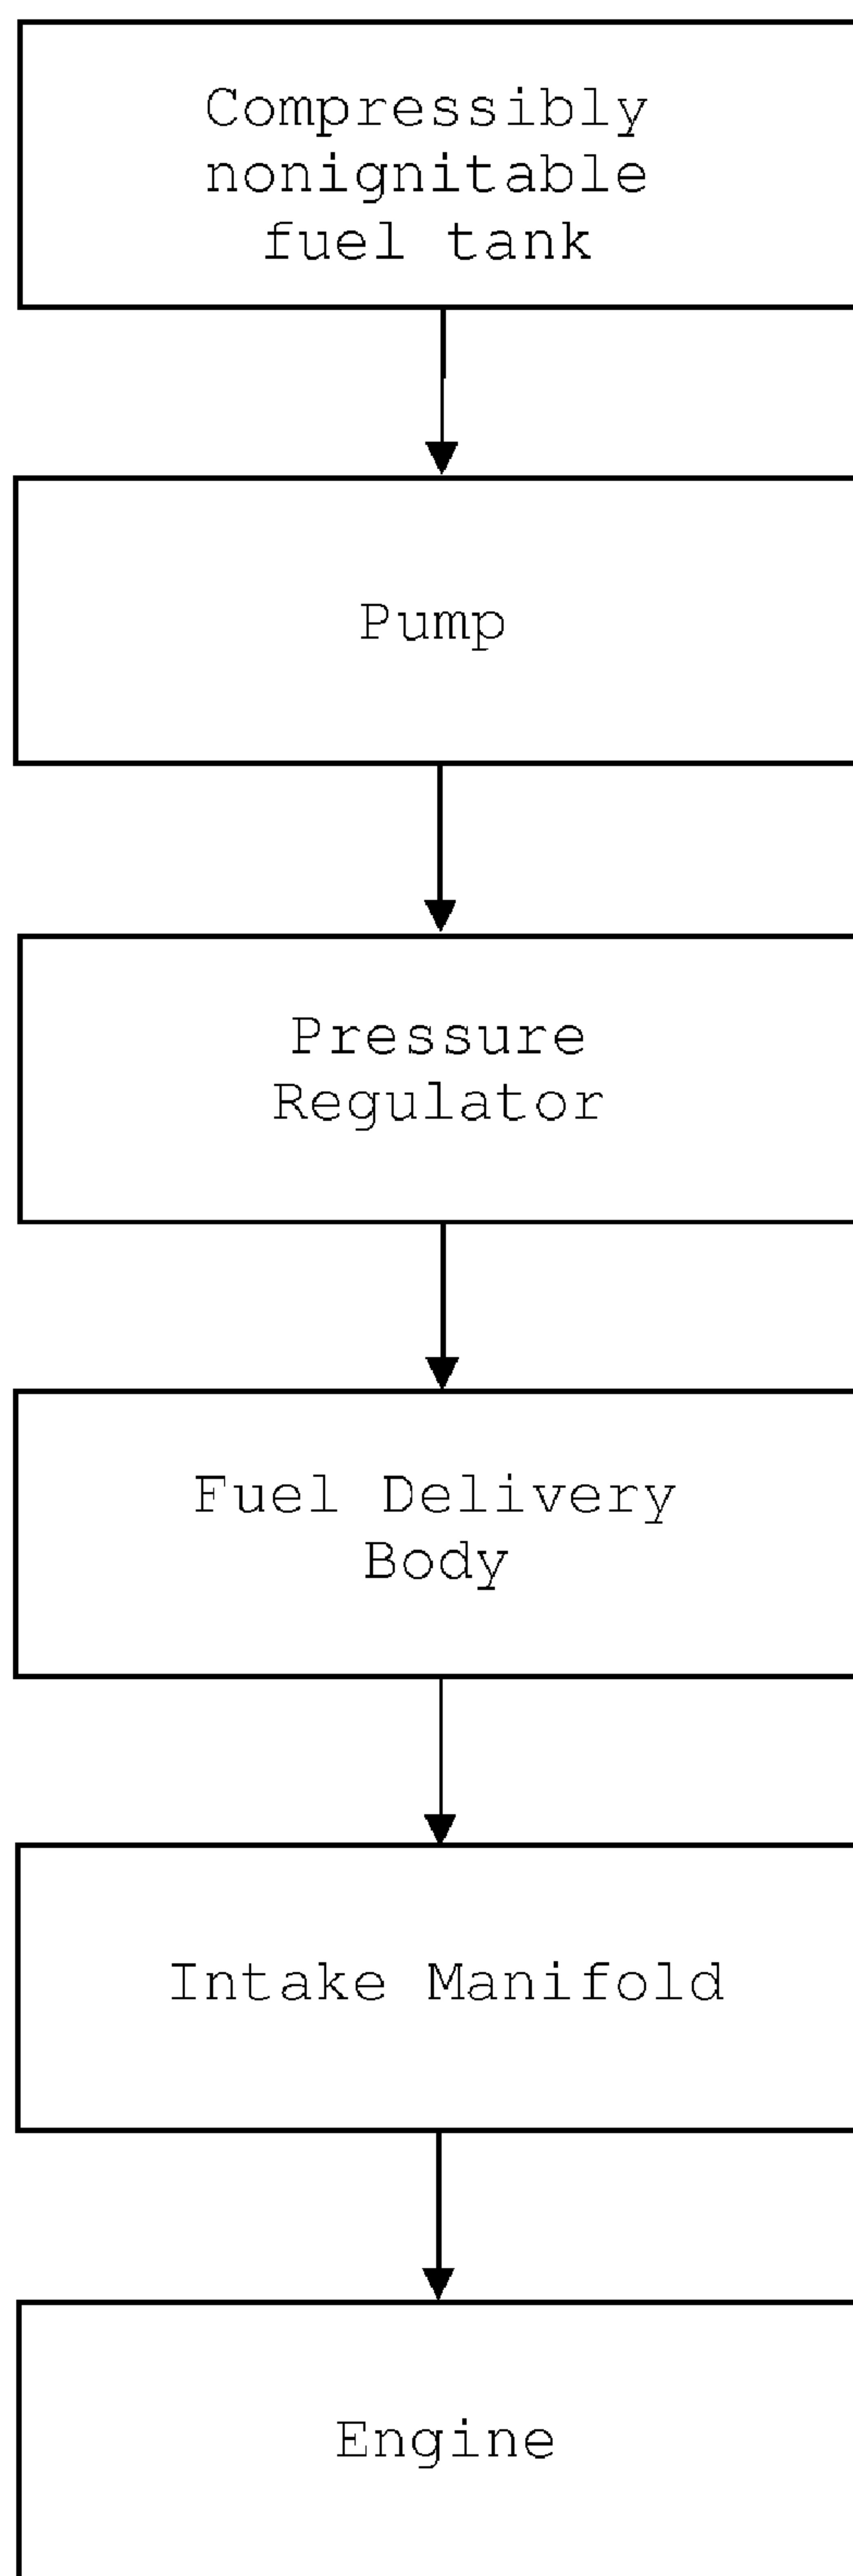 Compressibly
nonignitable
fuel tank
Pump
Pressure
Regulator
Fuel Delivery
Body
Intake Manifold
Engine